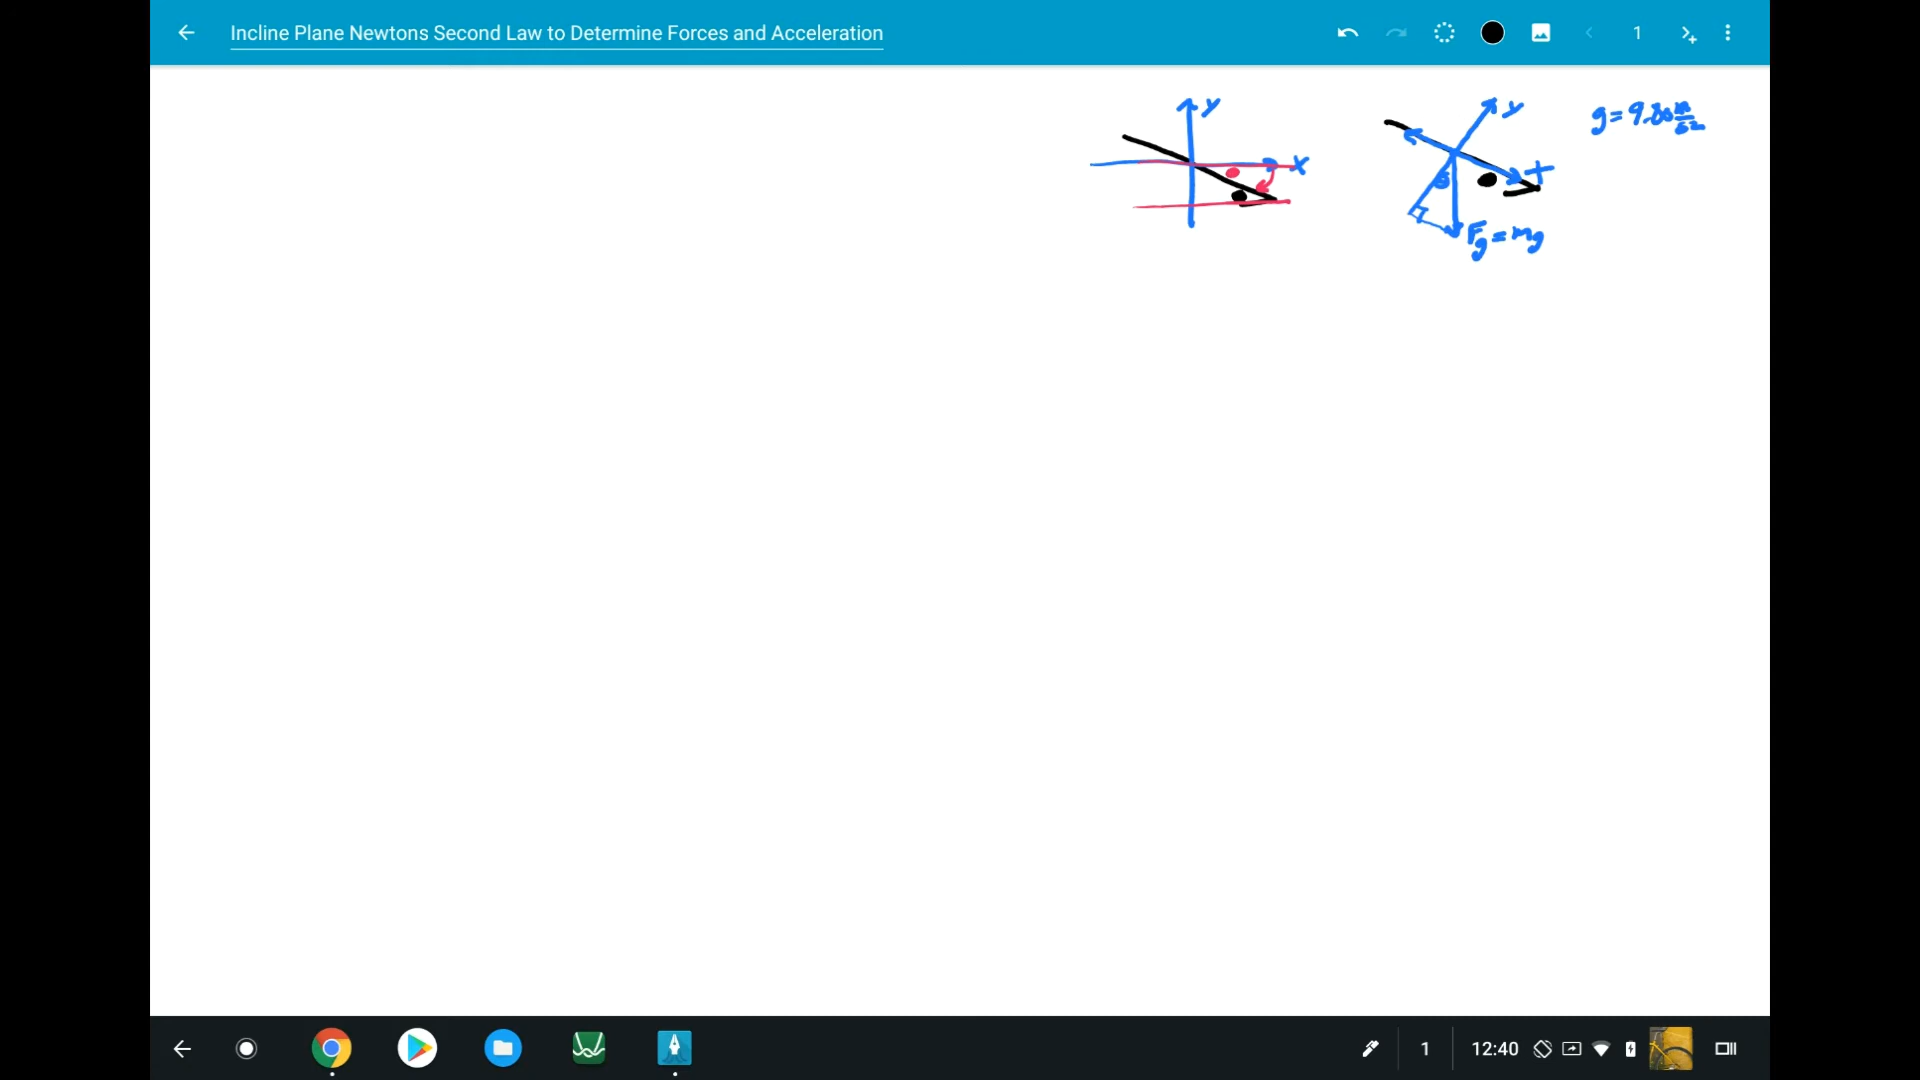 Incline Plane Newtons Second Law to Determine Forces and Acceleration
1
y
x
y
x
g = 9.80 m/s²
Fg = mg
1
12:40